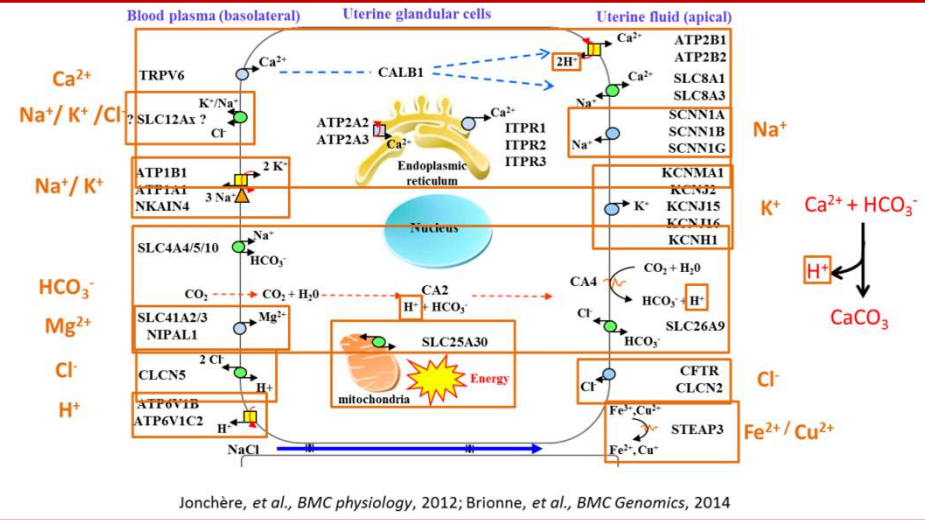 Blood plasma (basolateral)
Uterine glandular cells
Uterine fluid (apical)
Ca²⁺
TRPV6
Ca²⁺
CALB1
2H⁺
Ca²⁺
ATP2B1
ATP2B2
Ca²⁺
Na⁺
SLC8A1
SLC8A3
Na⁺/ K⁺ /Cl⁻
? SLC12Ax ?
K⁺/Na⁺
Cl⁻
ATP2A2
ATP2A3
Ca²⁺
Ca²⁺
ITPR1
ITPR2
ITPR3
Endoplasmic
reticulum
Na⁺
SCNN1A
SCNN1B
SCNN1G
Na⁺
Na⁺/ K⁺
ATP1B1
ATP1A1
NKAIN4
2 K⁺
3 Na⁺
Nucleus
K⁺
KCNMA1
KCNJ2
KCNJ15
KCNJ16
KCNH1
K⁺
Ca²⁺ + HCO₃⁻
H⁺
CaCO₃
HCO₃⁻
SLC4A4/5/10
Na⁺
HCO₃⁻
CO₂
CO₂ + H₂0
CA2
H⁺ + HCO₃⁻
CA4
CO₂ + H₂0
HCO₃⁻ + H⁺
Cl⁻
HCO₃⁻
SLC26A9
Mg²⁺
SLC41A2/3
NIPAL1
Mg²⁺
SLC25A30
Energy
mitochondria
Cl⁻
CLCN5
2 Cl⁻
H+
Cl⁻
CFTR
CLCN2
Cl⁻
H⁺
ATP6V1B
ATP6V1C2
H⁺
Fe³⁺,Cu²⁺
Fe²⁺,Cu⁺
STEAP3
Fe²⁺/ Cu²⁺
NaCl
Jonchère, et al., BMC physiology, 2012; Brionne, et al., BMC Genomics, 2014